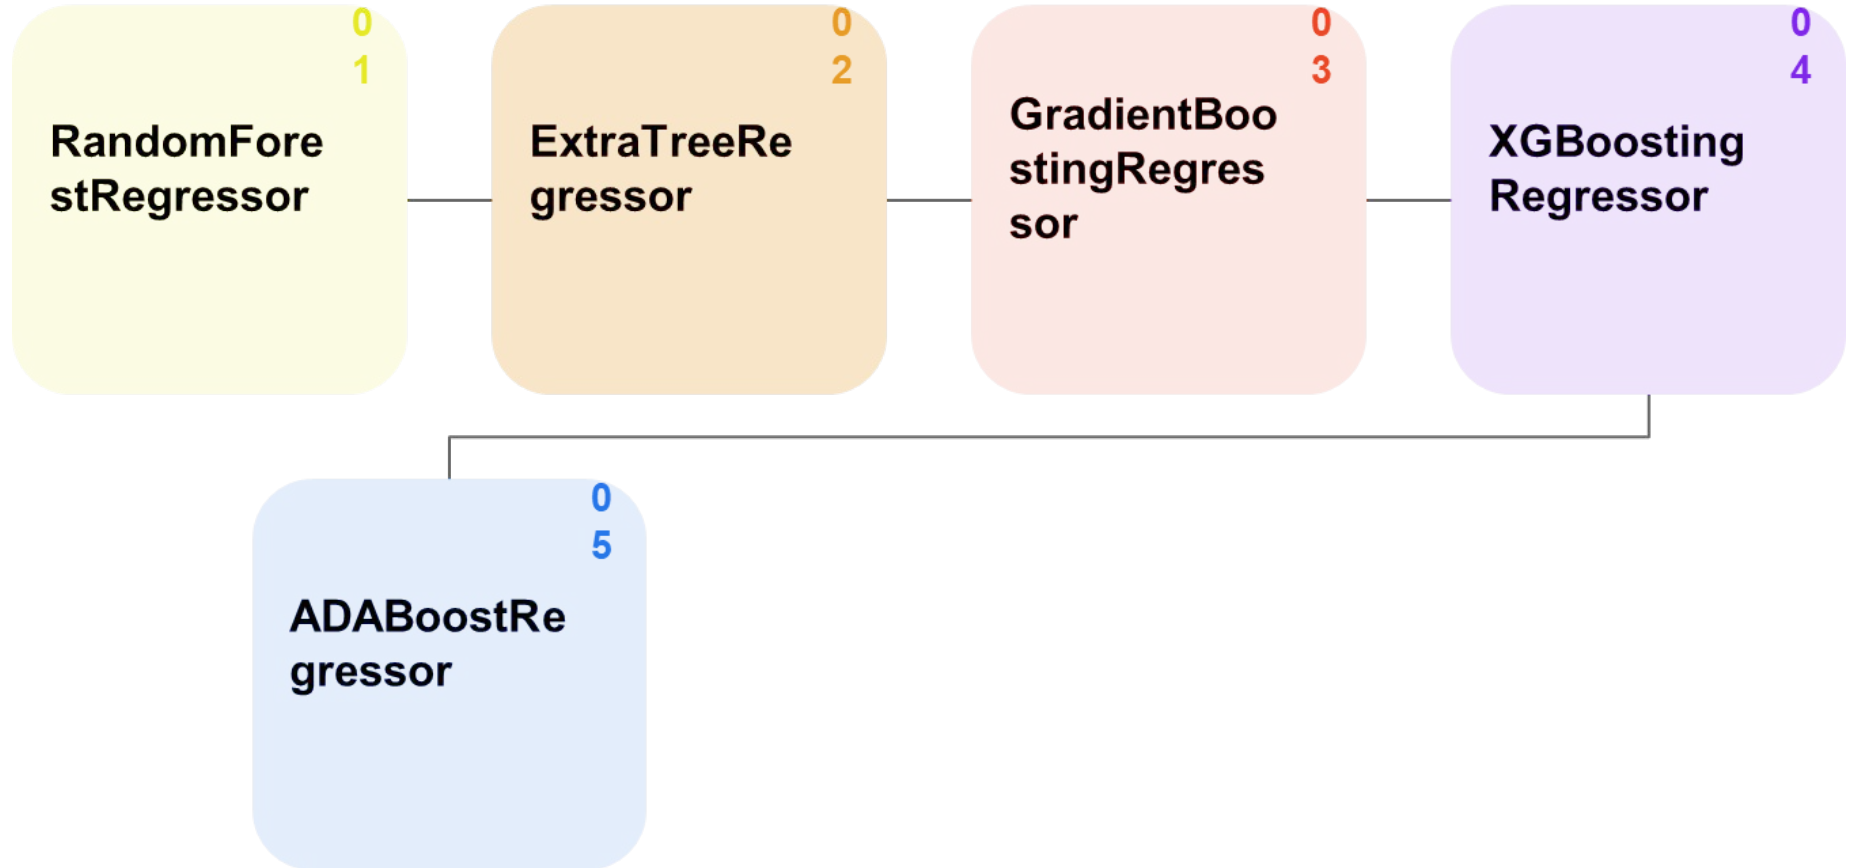 0
1
RandomFore
stRegressor
0
2
ExtraTreeRe
gressor
0
3
GradientBoo
stingRegres
sor
0
4
XGBoosting
Regressor
0
5
ADABoostRe
gressor